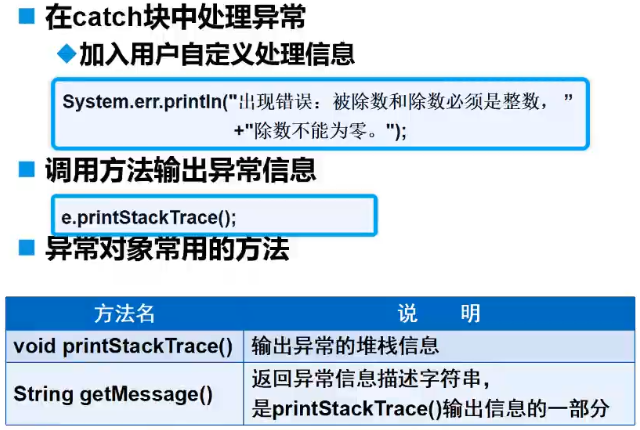 在catch块中处理异常
加入用户自定义处理信息
System.err.println("出现错误：被除数和除数必须是整数，”
+"除数不能为零。");
调用方法输出异常信息
e.printStackTrace();
异常对象常用的方法
方法名 说 明
void printStackTrace() 输出异常的堆栈信息
String getMessage() 返回异常信息描述字符串，
是printStackTrace()输出信息的一部分